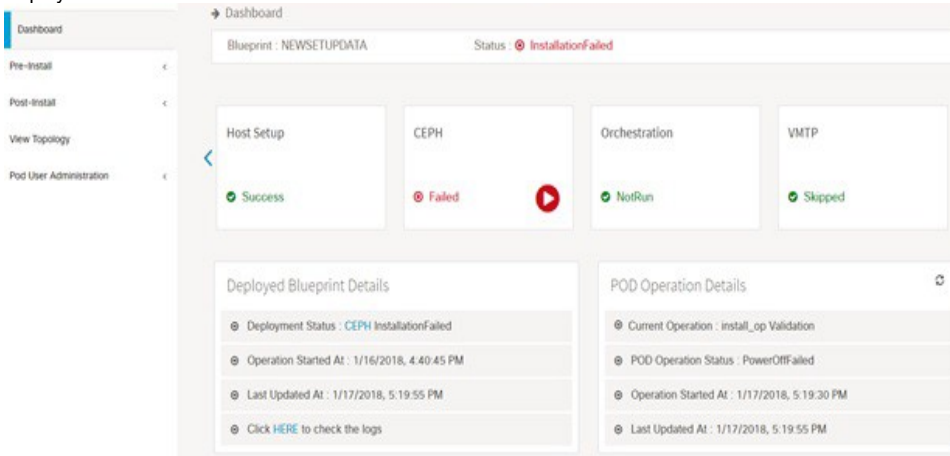 Dashboard
Pre-Install
Post-Install
View Topology
Pod User Administration
Dashboard
Blueprint : NEWSETUPDATA Status : InstallationFailed
Host Setup
Success
CEPH
Failed
Orchestration
NotRun
VMTP
Skipped
Deployed Blueprint Details
Deployment Status : CEPH InstallationFailed
Operation Started At : 1/16/2018, 4:40:45 PM
Last Updated At : 1/17/2018, 5:19:55 PM
Click HERE to check the logs
POD Operation Details
Current Operation : install_op Validation
POD Operation Status : PowerOffFailed
Operation Started At : 1/17/2018, 5:19:30 PM
Last Updated At : 1/17/2018, 5:19:55 PM